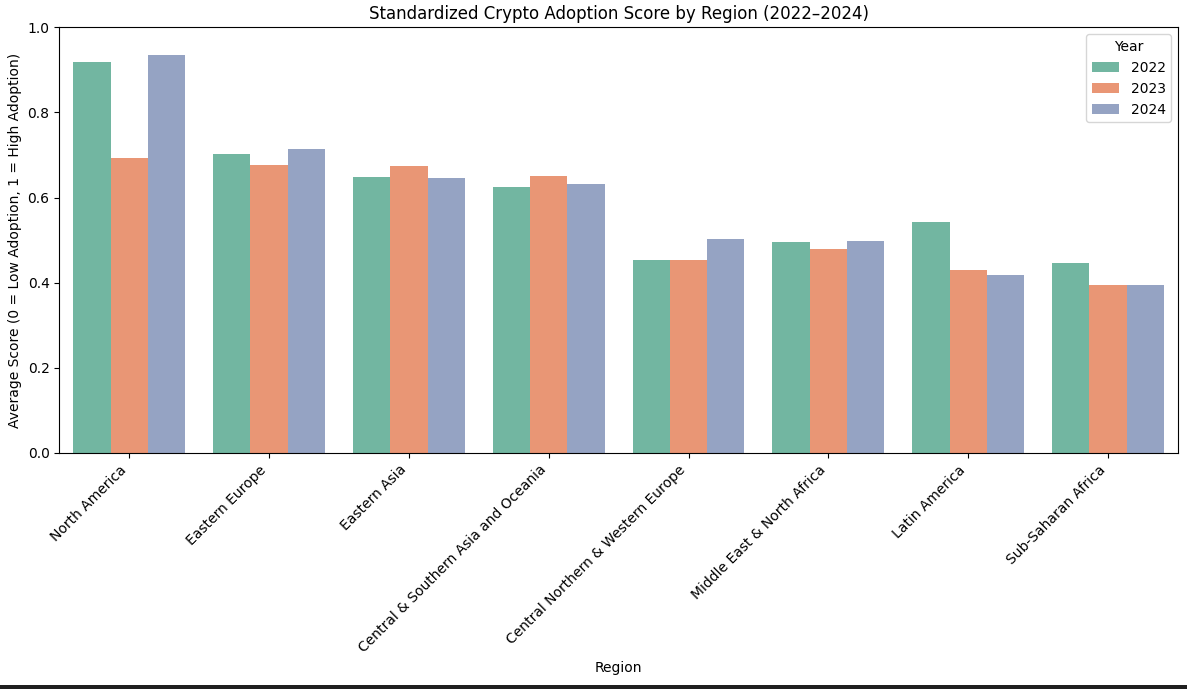 Standardized Crypto Adoption Score by Region (2022–2024)
Average Score (0 = Low Adoption, 1 = High Adoption)
1.0
0.8
0.6
0.4
0.2
0.0
Year
2022
2023
2024
North America
Eastern Europe
Eastern Asia
Central & Southern Asia and Oceania
Central Northern & Western Europe
Middle East & North Africa
Latin America
Sub-Saharan Africa
Region